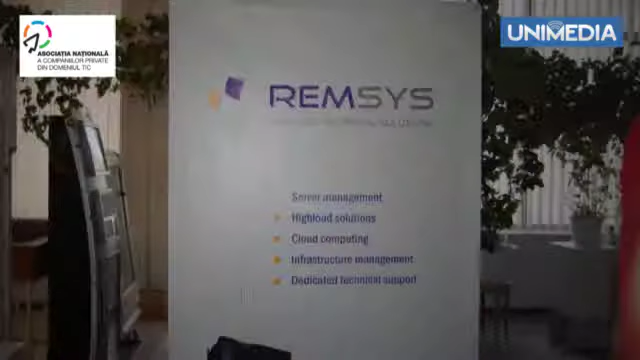 ASOCIAȚIA NAȚIONALĂ
A COMPANIILOR PRIVATE
DIN DOMENIUL TIC
UNIMEDIA
REMSYS
Server management
Highload solutions
Cloud computing
Infrastructure management
Dedicated technical support